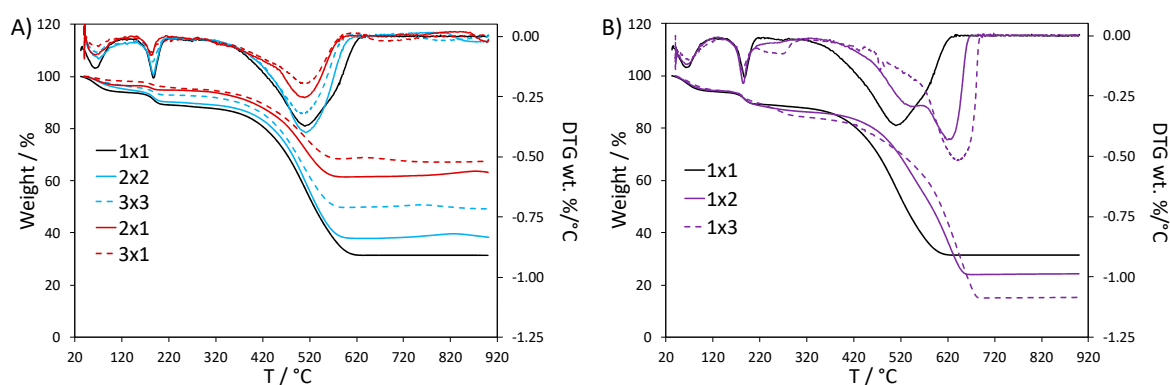 A)
120
100
80
60
40
20
0
Weight / %
0.00
-0.25
-0.50
-0.75
-1.00
-1.25
DTG wt. %/°C
1x1
2x2
3x3
2x1
3x1
20 120 220 320 420 520 620 720 820 920
T / °C
B)
120
100
80
60
40
20
0
Weight / %
0.00
-0.25
-0.50
-0.75
-1.00
-1.25
DTG wt. %/°C
1x1
1x2
1x3
20 120 220 320 420 520 620 720 820 920
T / °C